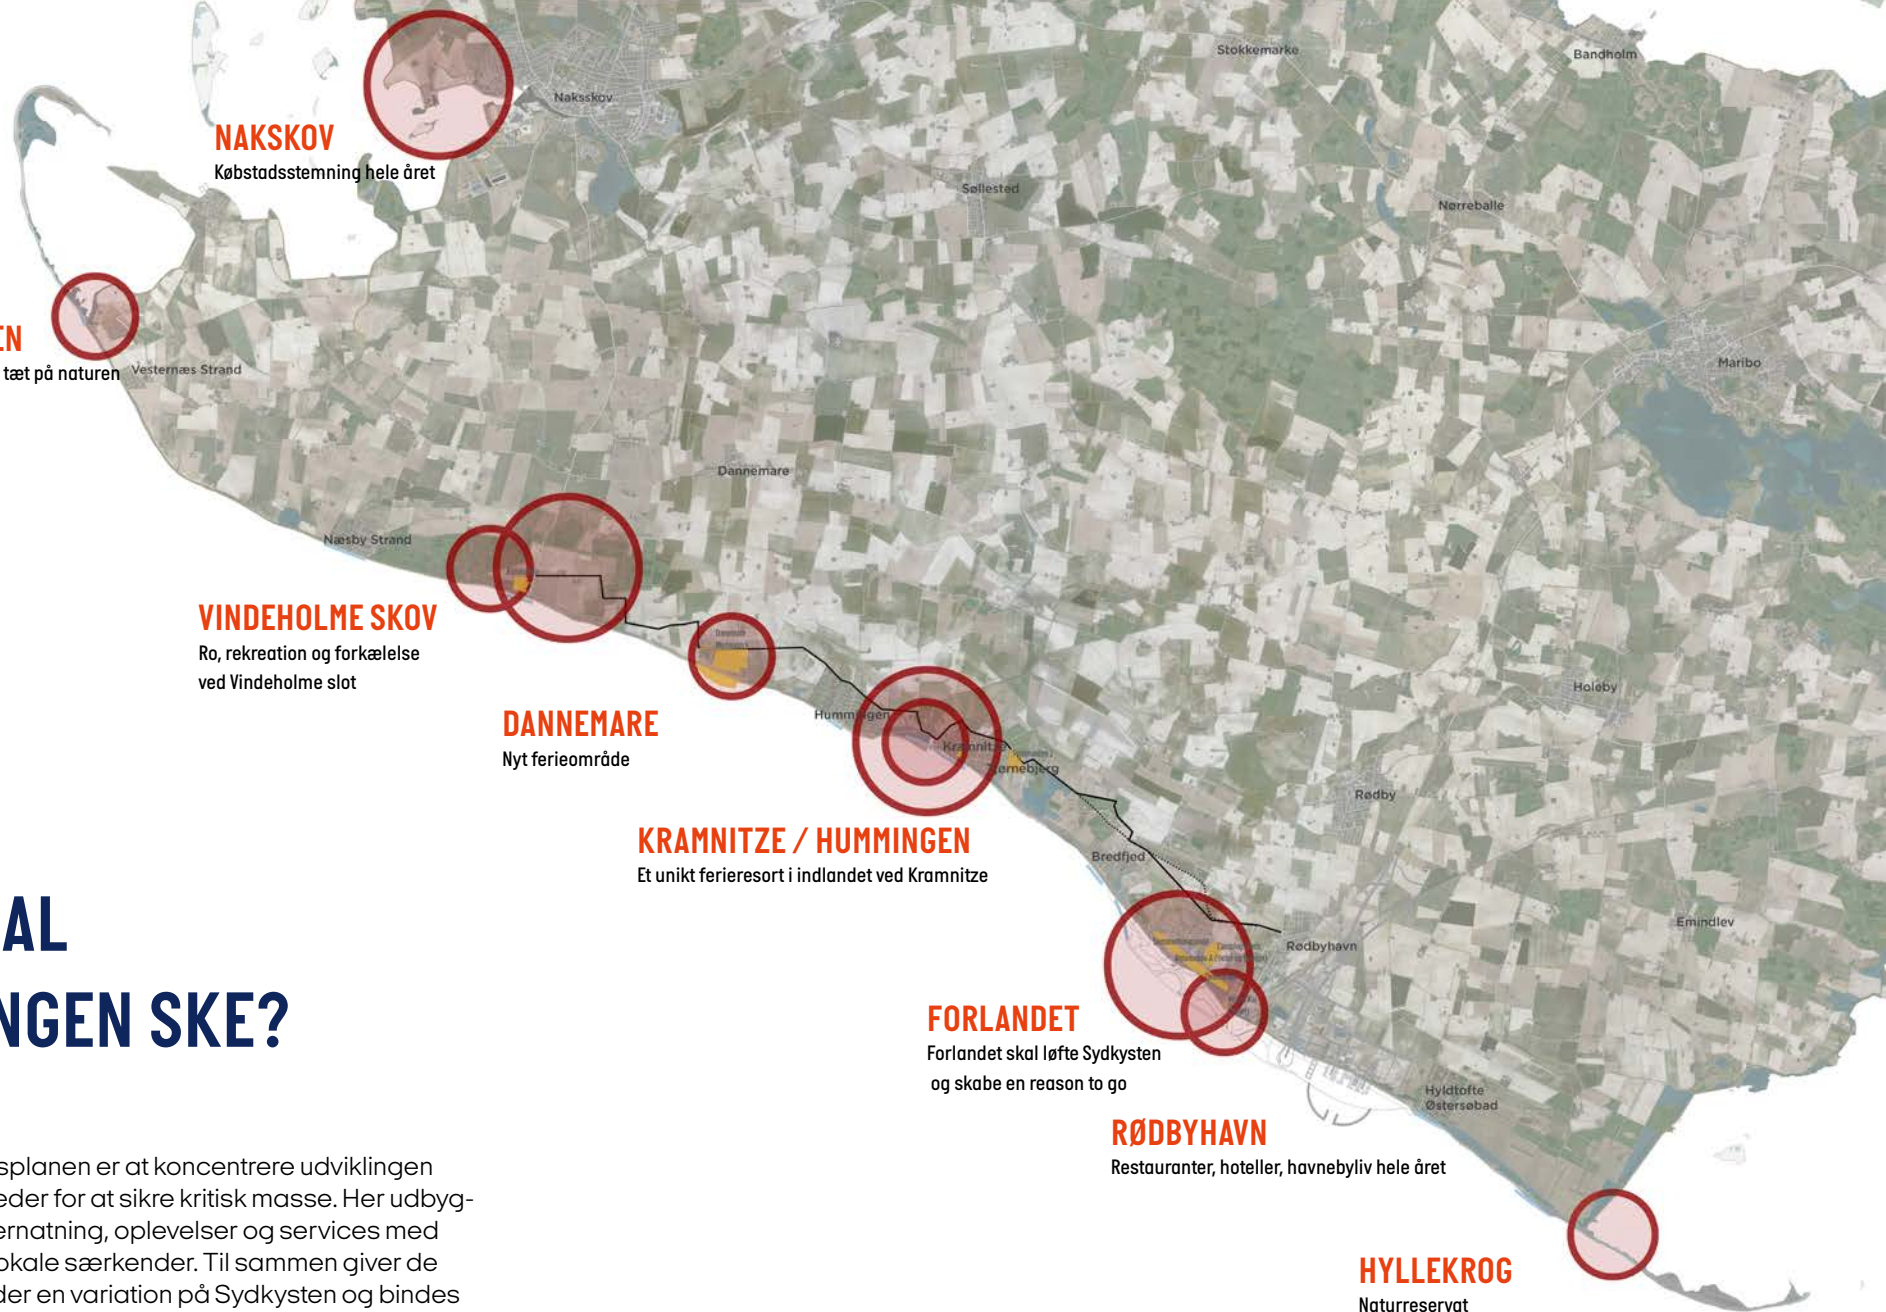 Stokkemarke
Bandholm
Naksskov
NAKSKOV
Købstadsstemning hele året
Søllested
Nørreballe
EN
tæt på naturen
Vesternæs Strand
Maribo
Dannemare
Næsby Strand
VINDEHOLME SKOV
Ro, rekreation og forkælelse
ved Vindeholme slot
DANNEMARE
Nyt ferieområde
Hummingen
Kramnitze
Tjørnebjerg
Holeby
Rødby
KRAMNITZE / HUMMINGEN
Et unikt ferieresort i indlandet ved Kramnitze
Bredfjed
Emindlev
Rødbyhavn
AL
NGEN SKE?
FORLANDET
Forlandet skal løfte Sydkysten
og skabe en reason to go
Hyldtofte
Østersøbad
RØDBYHAVN
Restauranter, hoteller, havnebyliv hele året
HYLLEKROG
Naturreservat
splanen er at koncentrere udviklingen
eder for at sikre kritisk masse. Her udbyg-
ernatning, oplevelser og services med
okale særkender. Til sammen giver de
der en variation på Sydkysten og bindes